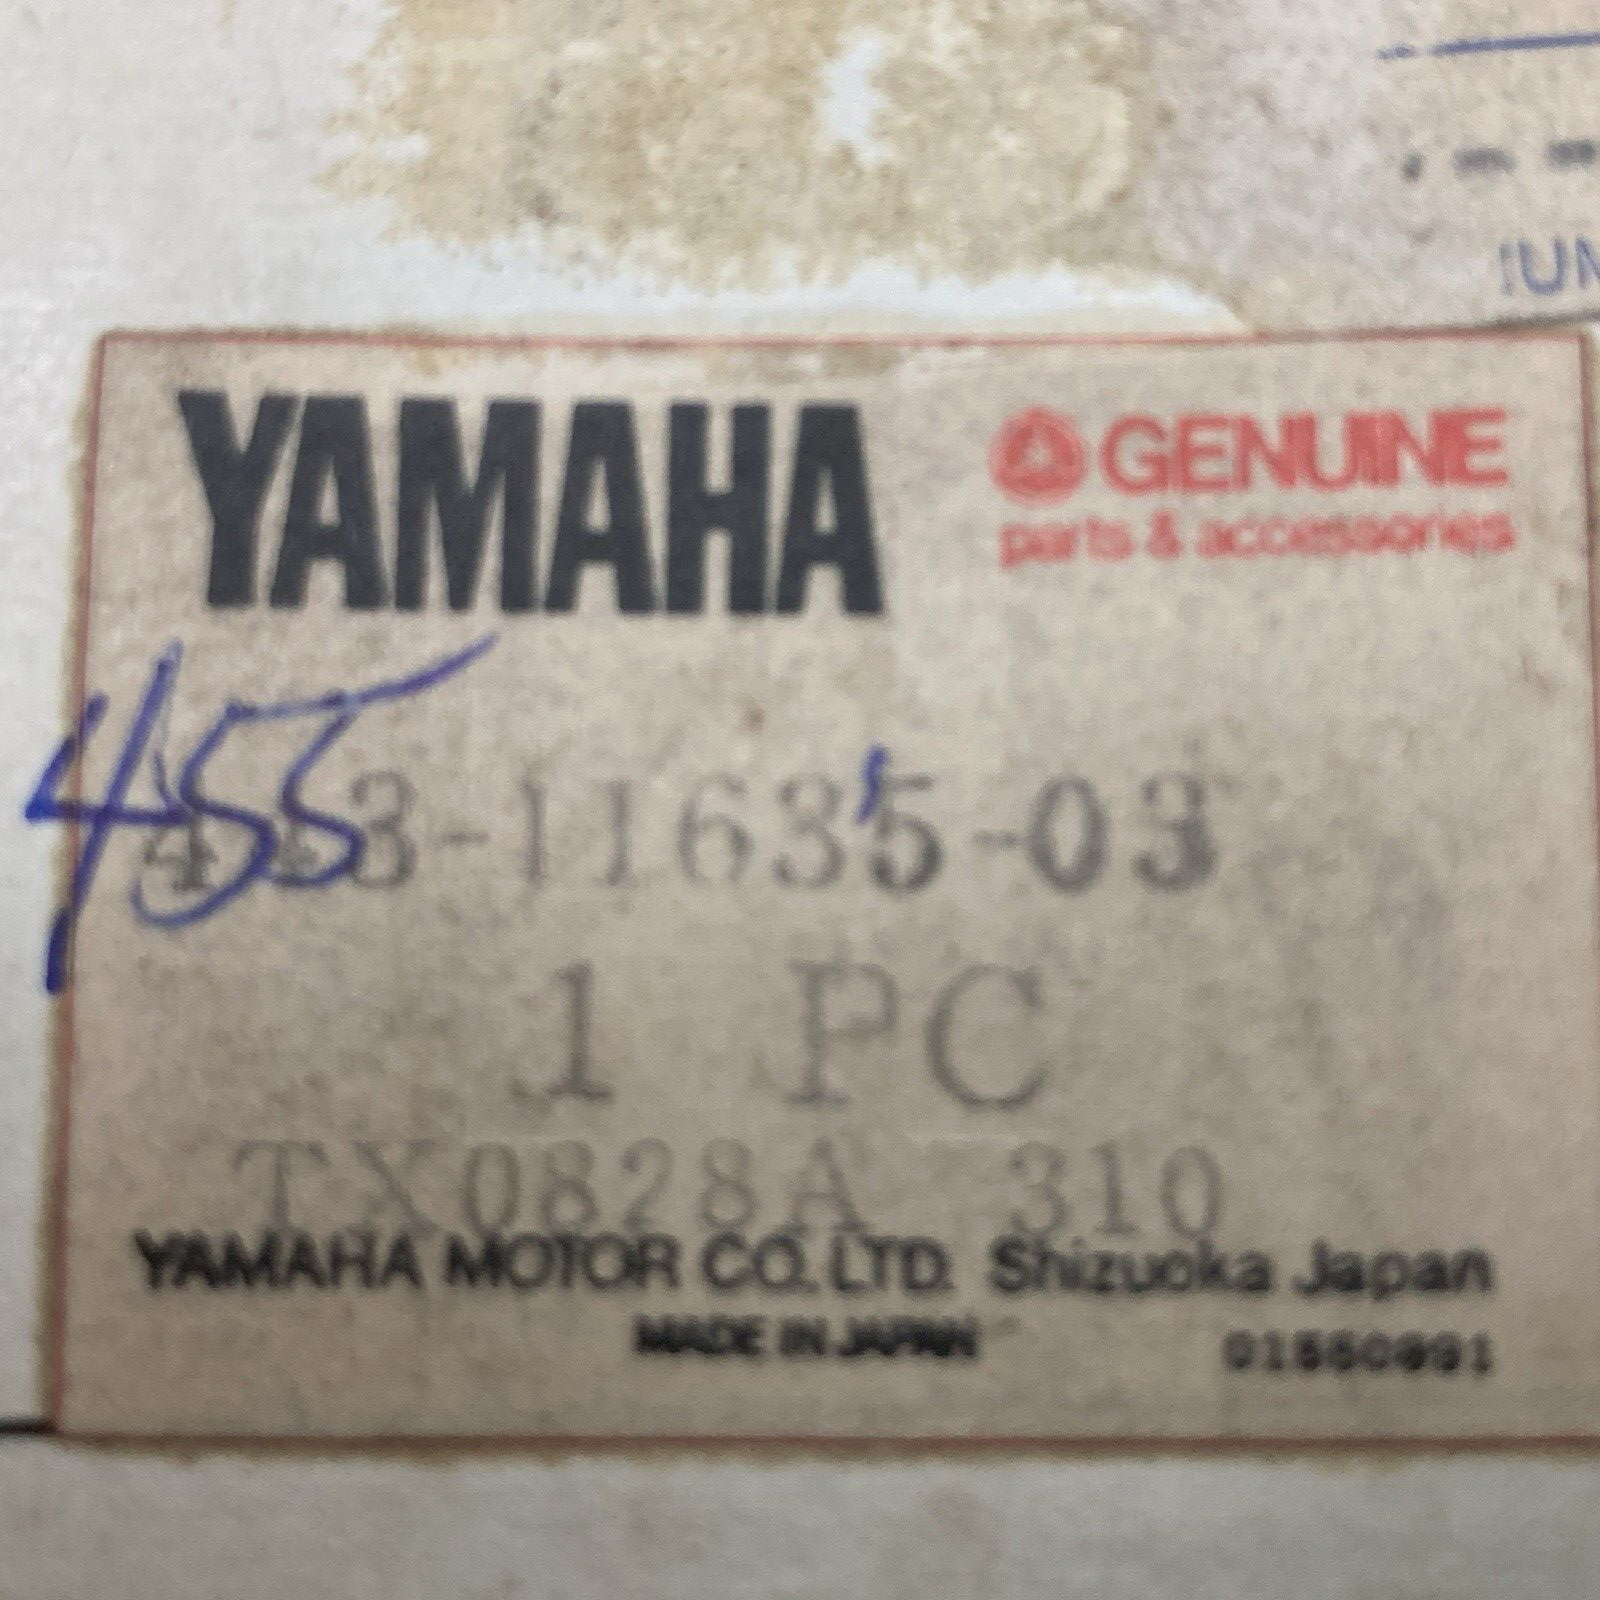 YAMAHA
GENUINE
parts & accessories
455
3-11635-03
1 PC
TX0828A 310
YAMAHA MOTOR CO.LTD. Shizuoka Japan
MADE IN JAPAN